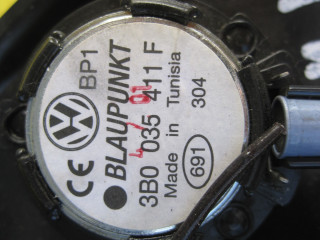 BP1
CE BLAUPUNKT
3B0 035 411 F
Made in Tunisia
691 304